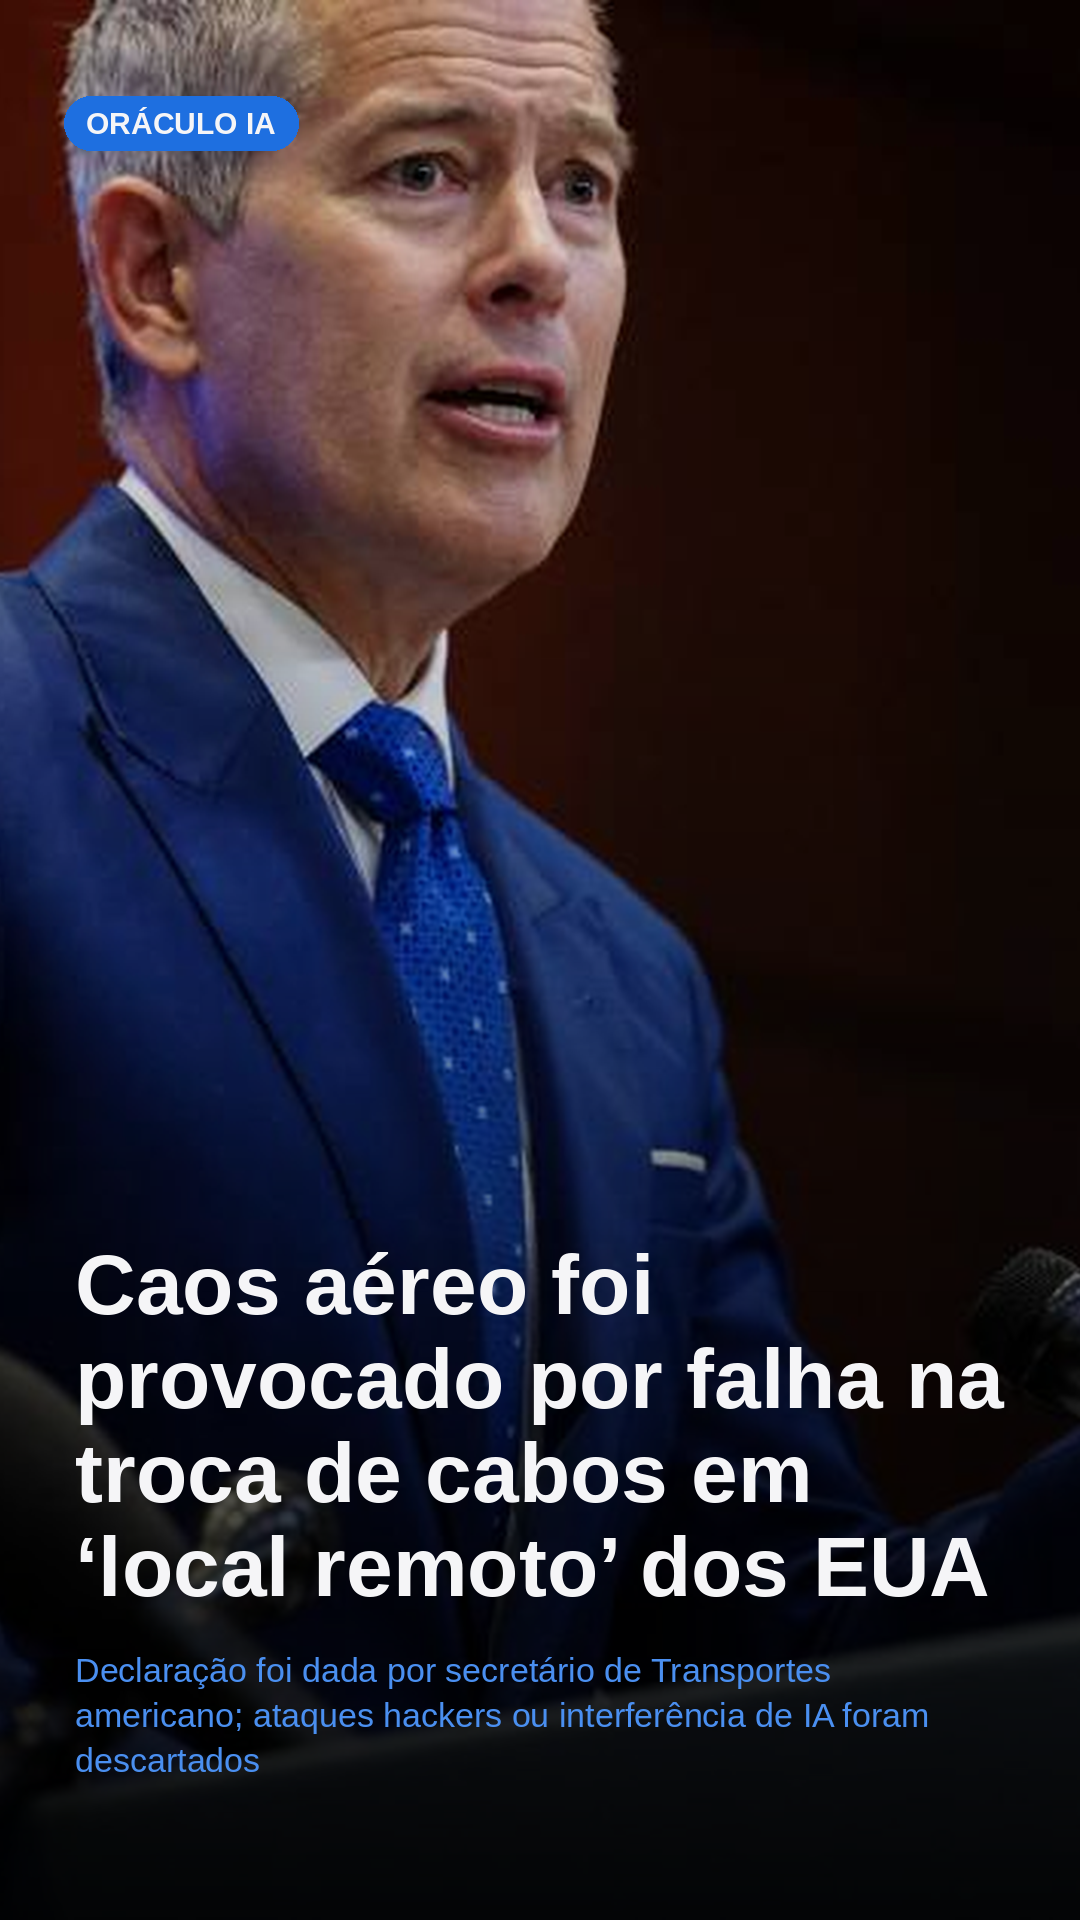 ORÁCULO IA
Caos aéreo foi
provocado por falha na
troca de cabos em
‘local remoto’ dos EUA
Declaração foi dada por secretário de Transportes
americano; ataques hackers ou interferência de IA foram
descartados